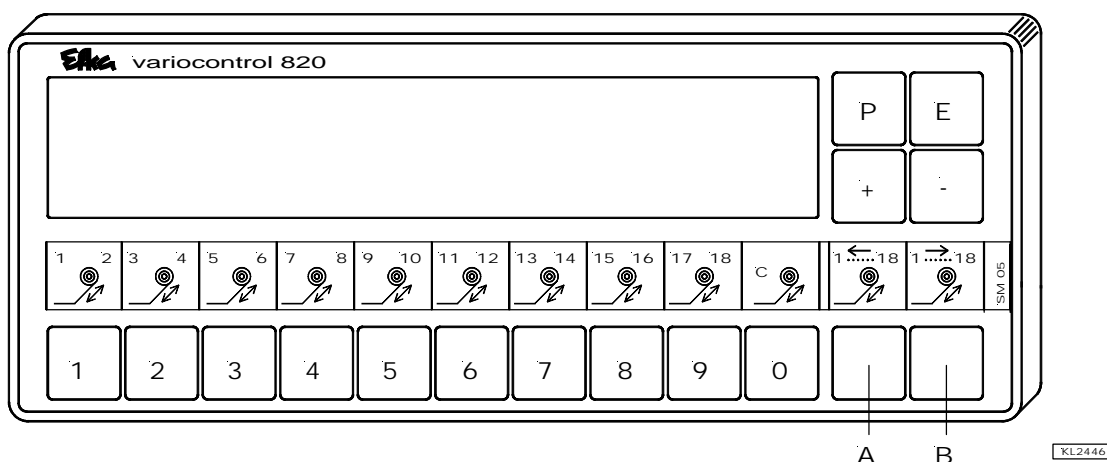 variocontrol 820
P E
+ -
1 2 3 4 5 6 7 8 9 10 11 12 13 14 15 16 17 18 C 1 18 1 18
SM 05
1 2 3 4 5 6 7 8 9 0
A B
KL2446